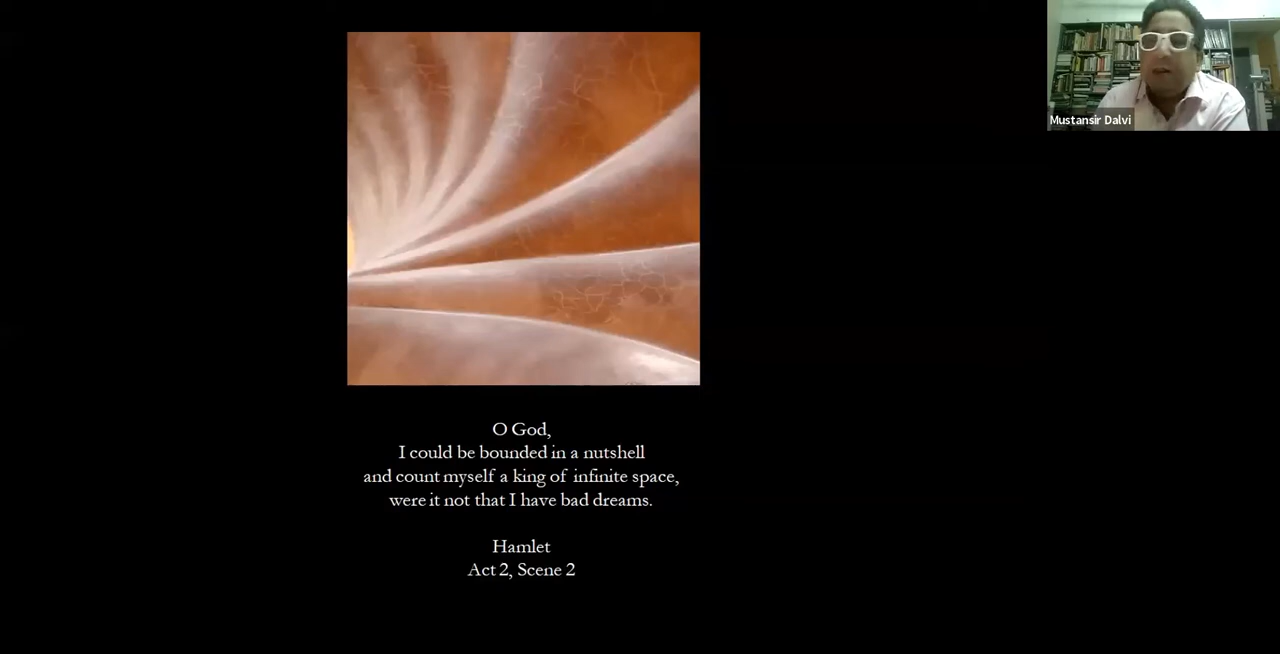 Mustansir Dalvi
O God,
I could be bounded in a nutshell
and count myself a king of infinite space,
were it not that I have bad dreams.
Hamlet
Act 2, Scene 2